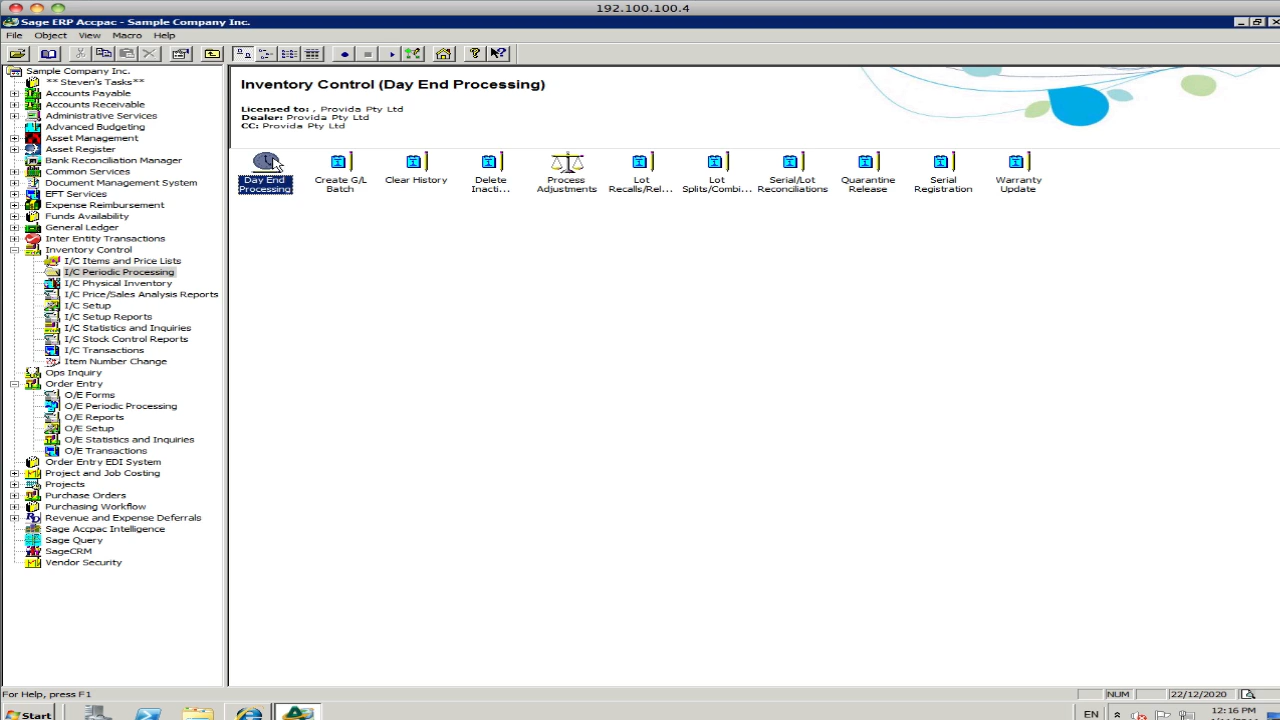 192.100.100.4
Sage ERP Accpac - Sample Company Inc.
File Object View Macro Help
Sample Company Inc.
** Steven's Tasks**
Accounts Payable
Accounts Receivable
Administrative Services
Advanced Budgeting
Asset Management
Asset Register
Bank Reconciliation Manager
Common Services
Document Management System
EFT Services
Expense Reimbursement
Funds Availability
General Ledger
Inter Entity Transactions
Inventory Control
I/C Items and Price Lists
I/C Periodic Processing
I/C Physical Inventory
I/C Price/Sales Analysis Reports
I/C Setup
I/C Setup Reports
I/C Statistics and Inquiries
I/C Stock Control Reports
I/C Transactions
Item Number Change
Ops Inquiry
Order Entry
O/E Forms
O/E Periodic Processing
O/E Reports
O/E Setup
O/E Statistics and Inquiries
O/E Transactions
Order Entry EDI System
Project and Job Costing
Projects
Purchase Orders
Purchasing Workflow
Revenue and Expense Deferrals
Sage Accpac Intelligence
Sage Query
SageCRM
Vendor Security
Inventory Control (Day End Processing)
Licensed to: , Provida Pty Ltd
Dealer: Provida Pty Ltd
CC: Provida Pty Ltd
Day End
Processing
Create G/L
Batch
Clear History
Delete
Inacti...
Process
Adjustments
Lot
Recalls/Rel...
Lot
Splits/Combi...
Serial/Lot
Reconciliations
Quarantine
Release
Serial
Registration
Warranty
Update
For Help, press F1
NUM
22/12/2020
Start
EN
12:16 PM